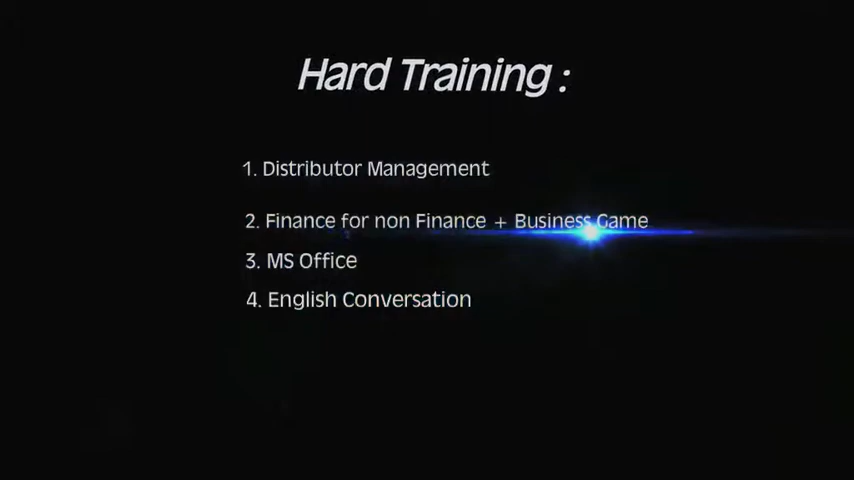 Hard Training :
1. Distributor Management
2. Finance for non Finance + Business Game
3. MS Office
4. English Conversation